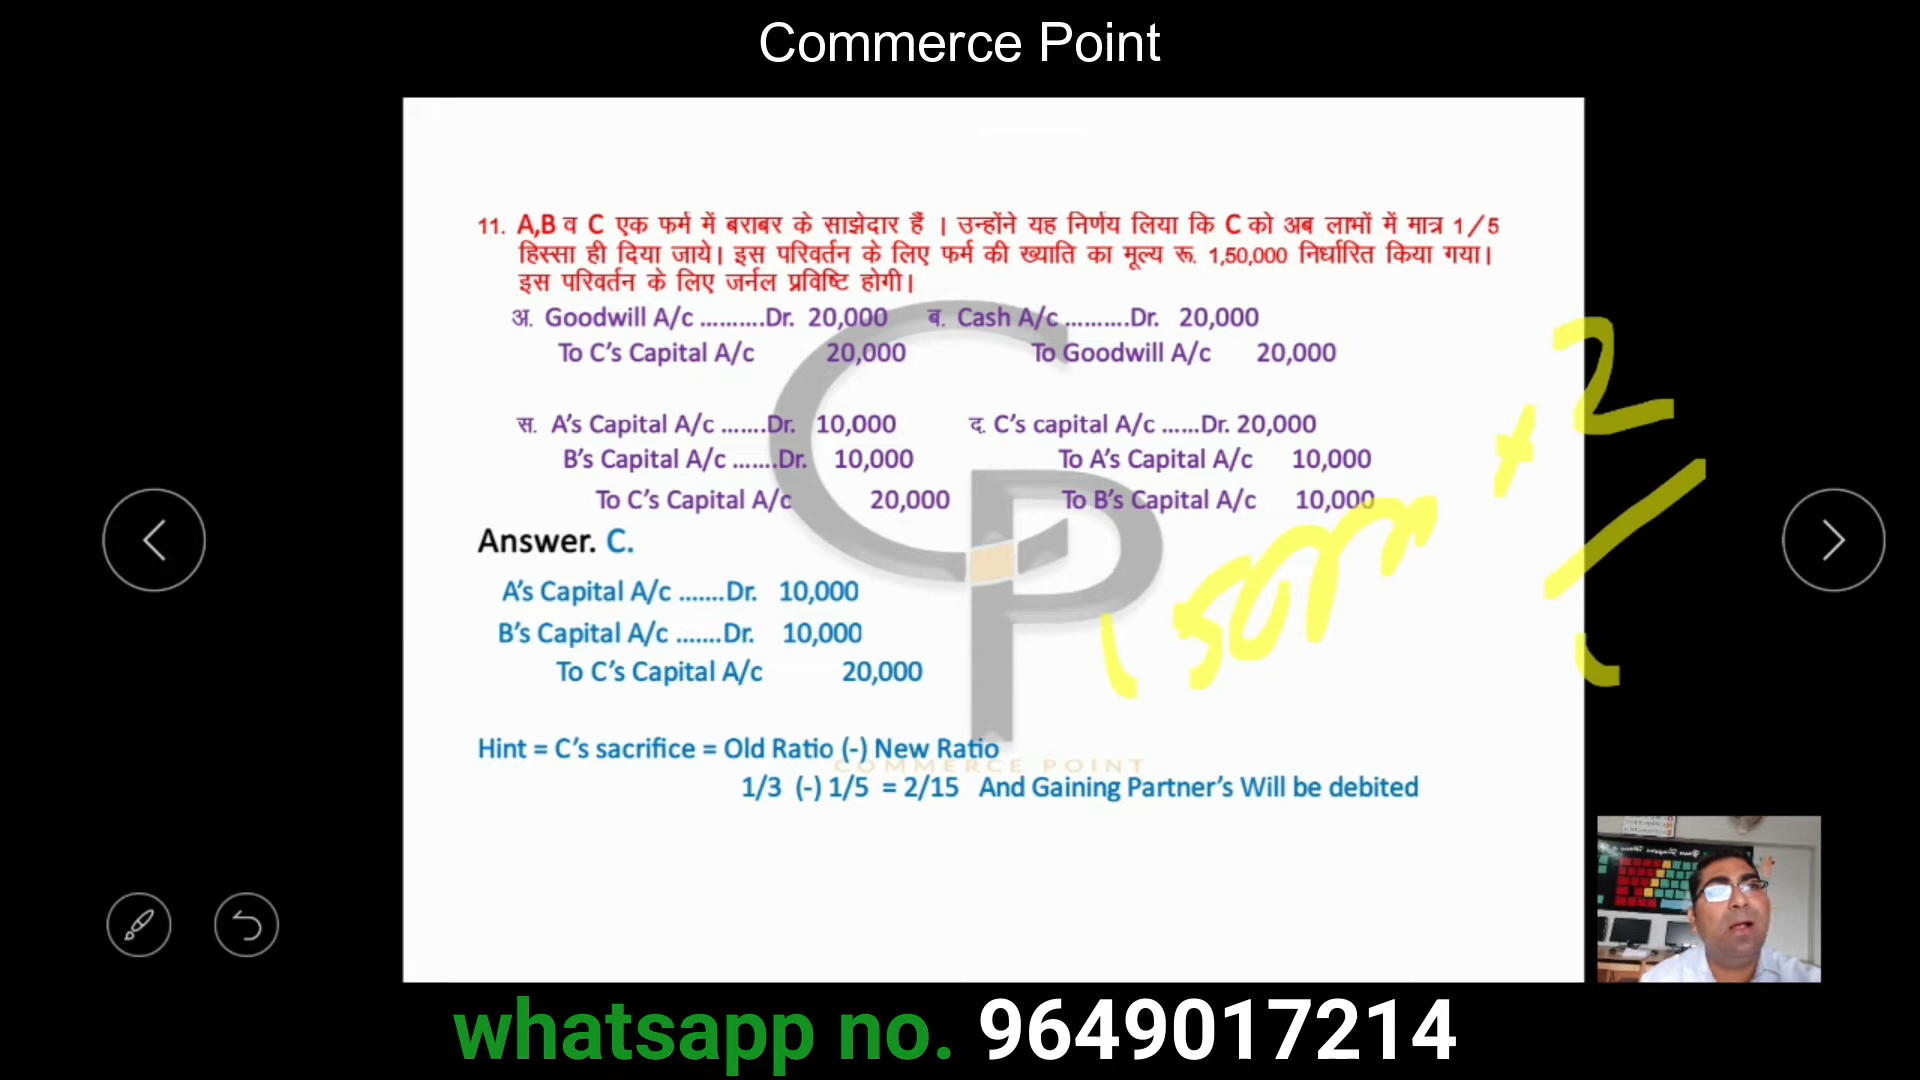 Commerce Point
11. A,B व C एक फर्म में बराबर के साझेदार हैं । उन्होंने यह निर्णय लिया कि C को अब लाभों में मात्र 1/5
हिस्सा ही दिया जाये। इस परिवर्तन के लिए फर्म की ख्याति का मूल्य रू. 1,50,000 निर्धारित किया गया।
इस परिवर्तन के लिए जर्नल प्रविष्टि होगी।
अ. Goodwill A/c ..........Dr. 20,000 ब. Cash A/c ..........Dr. 20,000
To C's Capital A/c 20,000 To Goodwill A/c 20,000
स. A's Capital A/c .......Dr. 10,000 द. C's capital A/c ......Dr. 20,000
B's Capital A/c .......Dr. 10,000 To A's Capital A/c 10,000
To C's Capital A/c 20,000 To B's Capital A/c 10,000
Answer. C.
A's Capital A/c .......Dr. 10,000
B's Capital A/c .......Dr. 10,000
To C's Capital A/c 20,000
Hint = C's sacrifice = Old Ratio (-) New Ratio
COMMERCE POINT
1/3 (-) 1/5 = 2/15 And Gaining Partner's Will be debited
whatsapp no. 9649017214